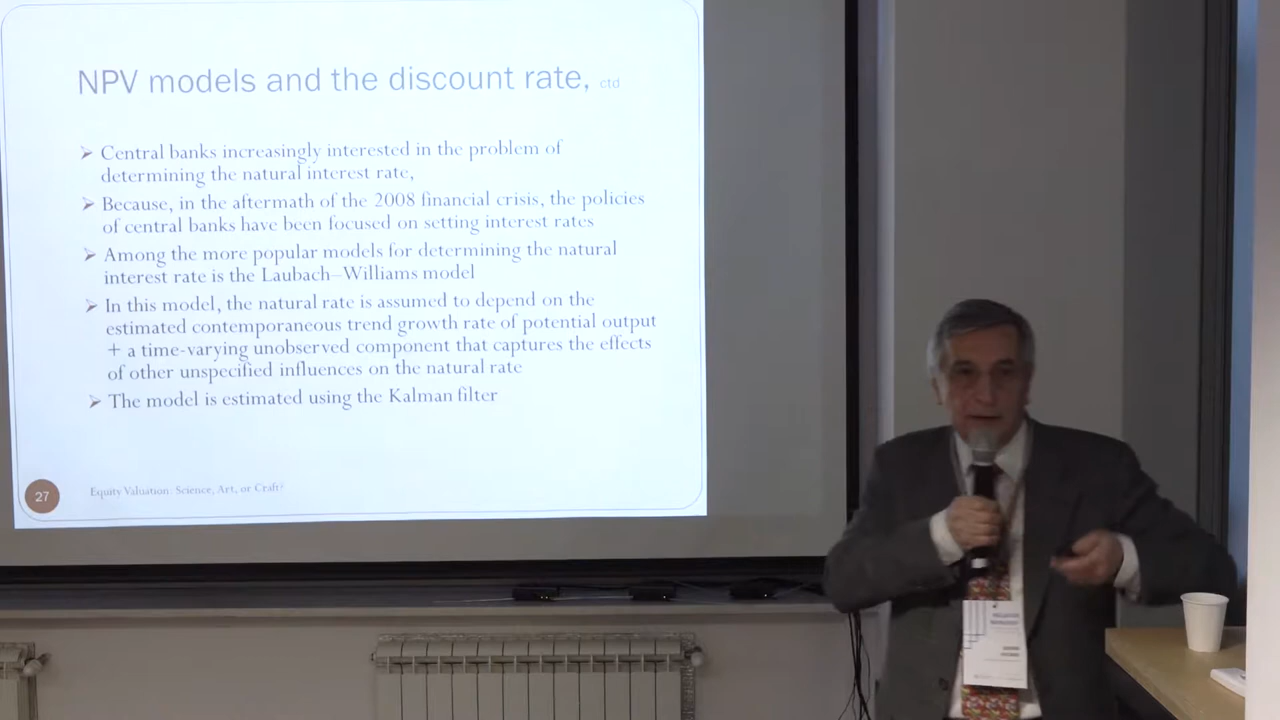 NPV models and the discount rate, ctd
➢ Central banks increasingly interested in the problem of
determining the natural interest rate,
➢ Because, in the aftermath of the 2008 financial crisis, the policies
of central banks have been focused on setting interest rates
➢ Among the more popular models for determining the natural
interest rate is the Laubach–Williams model
➢ In this model, the natural rate is assumed to depend on the
estimated contemporaneous trend growth rate of potential output
+ a time-varying unobserved component that captures the effects
of other unspecified influences on the natural rate
➢ The model is estimated using the Kalman filter
27
Equity Valuation: Science, Art, or Craft?